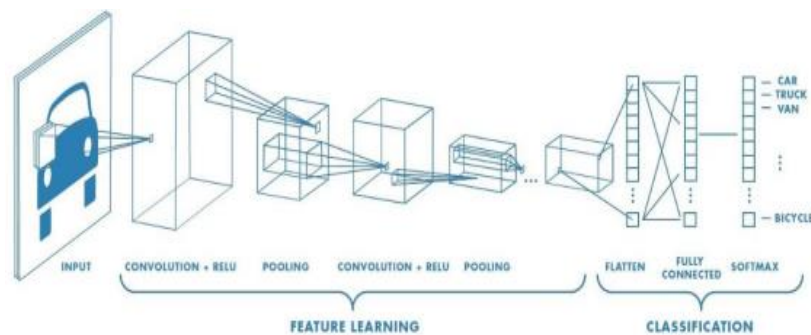 CAR
TRUCK
VAN
BICYCLE
INPUT
CONVOLUTION + RELU
POOLING
CONVOLUTION + RELU
POOLING
FLATTEN
FULLY
CONNECTED
SOFTMAX
FEATURE LEARNING
CLASSIFICATION